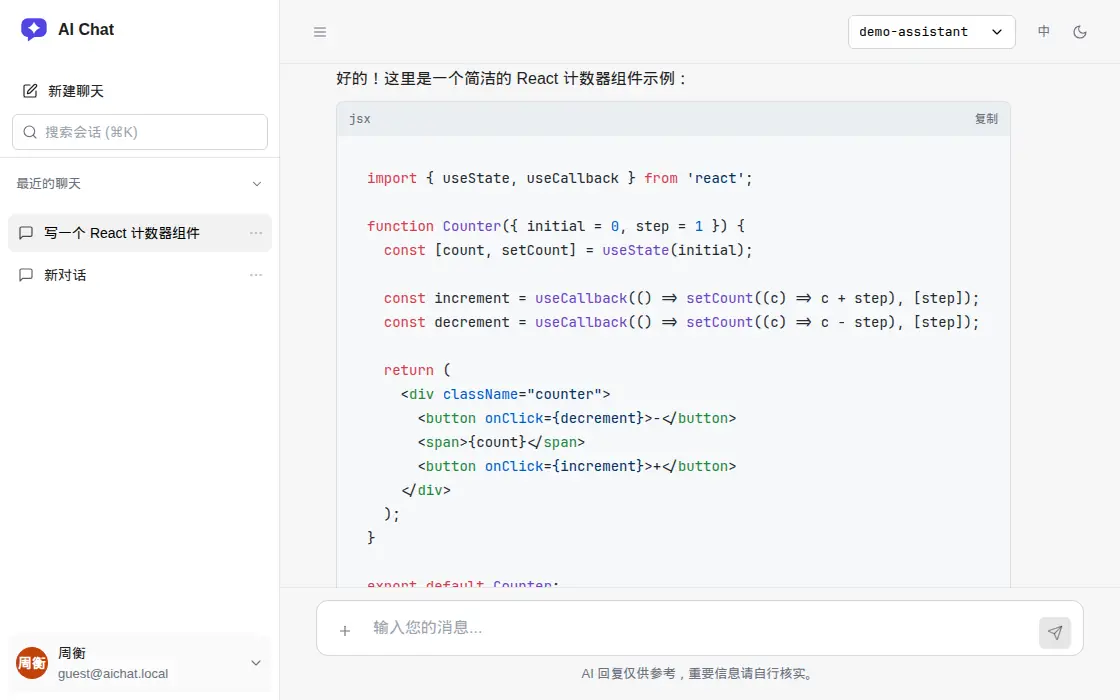 AI Chat
新建聊天
搜索会话 (⌘K)
最近的聊天
写一个 React 计数器组件
新对话
周衡
周衡
guest@aichat.local
demo-assistant
中
好的！这里是一个简洁的 React 计数器组件示例：
jsx
复制
import { useState, useCallback } from 'react';
function Counter({ initial = 0, step = 1 }) {
  const [count, setCount] = useState(initial);
  const increment = useCallback(() => setCount((c) => c + step), [step]);
  const decrement = useCallback(() => setCount((c) => c - step), [step]);
  return (
    <div className="counter">
      <button onClick={decrement}>-</button>
      <span>{count}</span>
      <button onClick={increment}>+</button>
    </div>
  );
}
export default Counter;
输入您的消息...
AI 回复仅供参考，重要信息请自行核实。